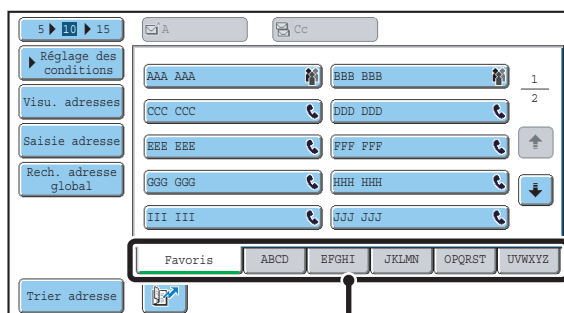 5 10 15
A
Cc
Réglage des
conditions
Visu. adresses
Saisie adresse
Rech. adresse
global
AAA AAA
BBB BBB
CCC CCC
DDD DDD
EEE EEE
FFF FFF
GGG GGG
HHH HHH
III III
JJJ JJJ
1
2
Favoris
ABCD
EFGHI
JKLMN
OPQRST
UVWXYZ
Trier adresse